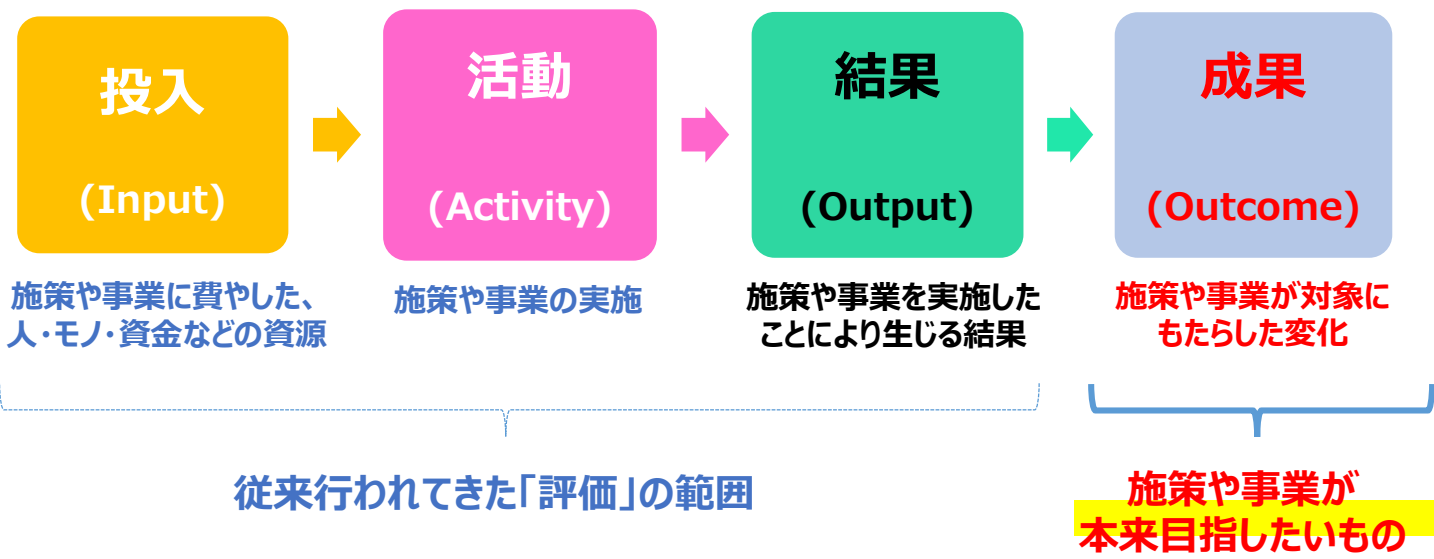 投入
(Input)
活動
(Activity)
結果
(Output)
成果
(Outcome)
施策や事業に費やした、
人・モノ・資金などの資源
施策や事業の実施
施策や事業を実施した
ことにより生じる結果
施策や事業が対象に
もたらした変化
従来行われてきた「評価」の範囲
施策や事業が
本来目指したいもの